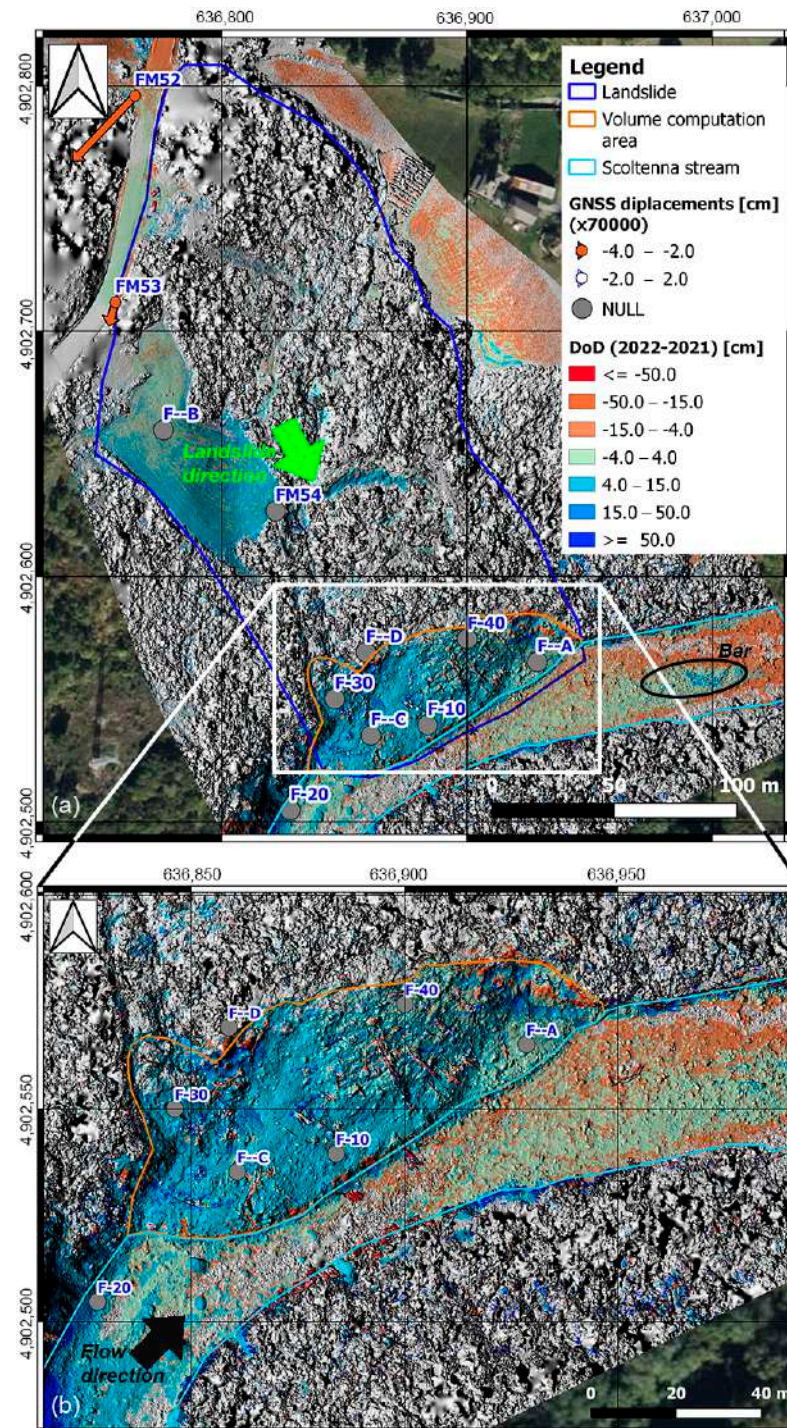 636,800
636,900
637,000
4,902,800
4,902,700
4,902,600
4,902,500
FM52
FM53
F--B
Landslide
direction
FM54
F--D
F-40
F--A
F-30
F--C
F-10
F-20
Bar
Legend
Landslide
Volume computation
area
Scoltenna stream
GNSS diplacements [cm]
(x70000)
-4.0 – -2.0
-2.0 – 2.0
NULL
DoD (2022-2021) [cm]
<= -50.0
-50.0 – -15.0
-15.0 – -4.0
-4.0 – 4.0
4.0 – 15.0
15.0 – 50.0
>= 50.0
0 50 100 m
(a)
636,850
636,900
636,950
4,902,600
4,902,550
4,902,500
F--D
F-40
F--A
F-30
F-10
F--C
F-20
Flow
direction
0 20 40 m
(b)